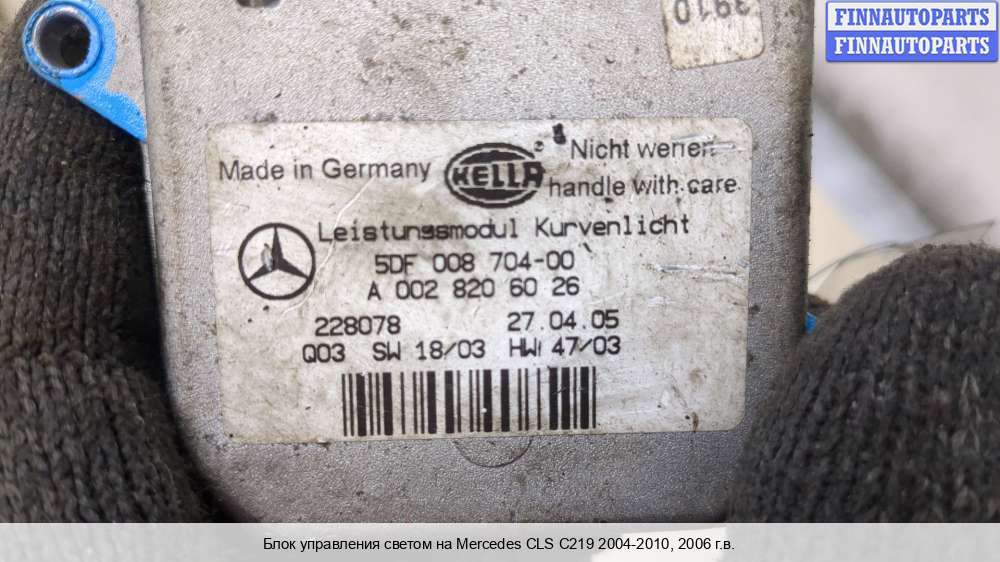 FINNAUTOPARTS
FINNAUTOPARTS
3910
Made in Germany
HELLA
Nicht werfen
handle with care
Leistungsmodul Kurvenlicht
5DF 008 704-00
A 002 820 60 26
228078 27.04.05
Q03 SW 18/03 HW 47/03
Блок управления светом на Mercedes CLS C219 2004-2010, 2006 г.в.